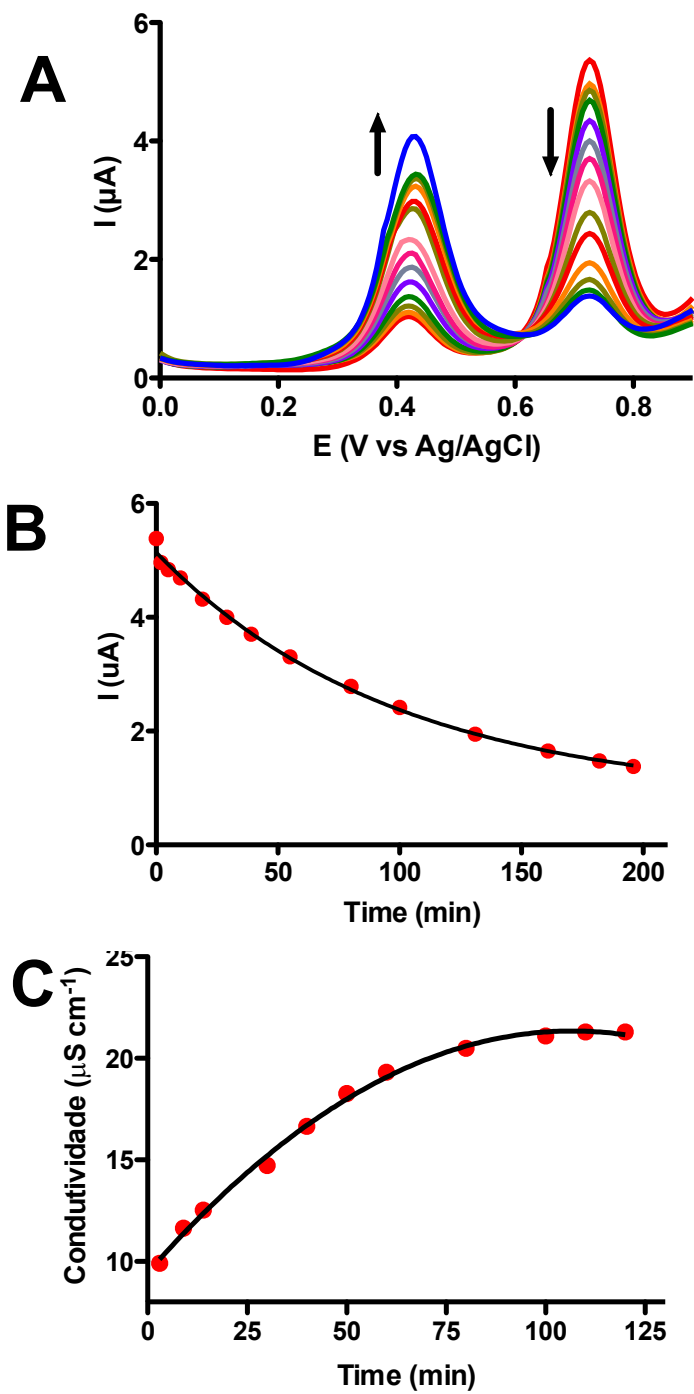 A
I (µA)
6
4
2
0
0.0 0.2 0.4 0.6 0.8
E (V vs Ag/AgCl)
B
I (uA)
6
4
2
0
0 50 100 150 200
Time (min)
C
Condutividade (µS cm-1)
25
20
15
10
0 25 50 75 100 125
Time (min)